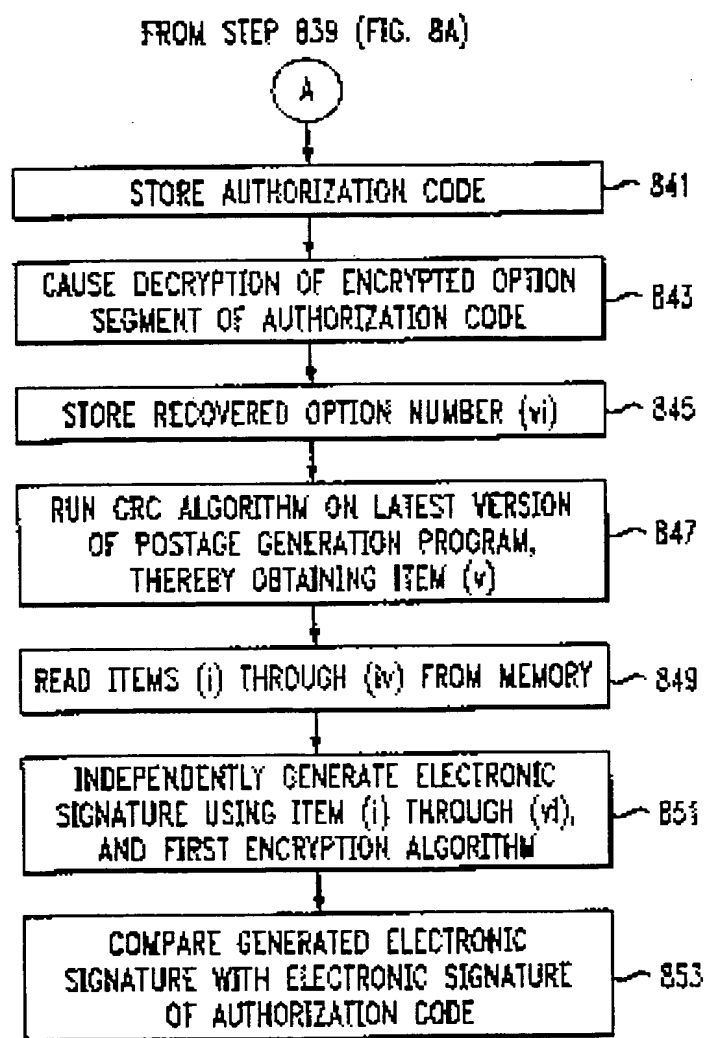 FROM STEP 839 (FIG. 8A)
A
STORE AUTHORIZATION CODE
841
CAUSE DECRYPTION OF ENCRYPTED OPTION
SEGMENT OF AUTHORIZATION CODE
843
STORE RECOVERED OPTION NUMBER (vi)
845
RUN CRC ALGORITHM ON LATEST VERSION
OF POSTAGE GENERATION PROGRAM,
THEREBY OBTAINING ITEM (v)
847
READ ITEMS (i) THROUGH (iv) FROM MEMORY
849
INDEPENDENTLY GENERATE ELECTRONIC
SIGNATURE USING ITEM (i) THROUGH (vi),
AND FIRST ENCRYPTION ALGORITHM
851
COMPARE GENERATED ELECTRONIC
SIGNATURE WITH ELECTRONIC SIGNATURE
OF AUTHORIZATION CODE
853